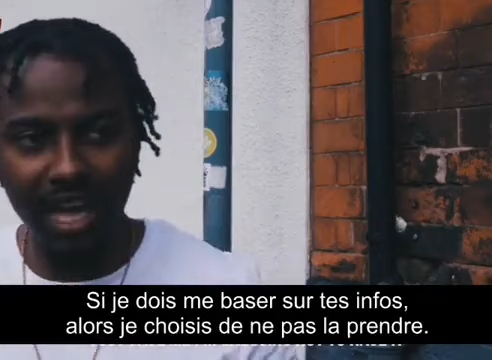 Si je dois me baser sur tes infos,
alors je choisis de ne pas la prendre.